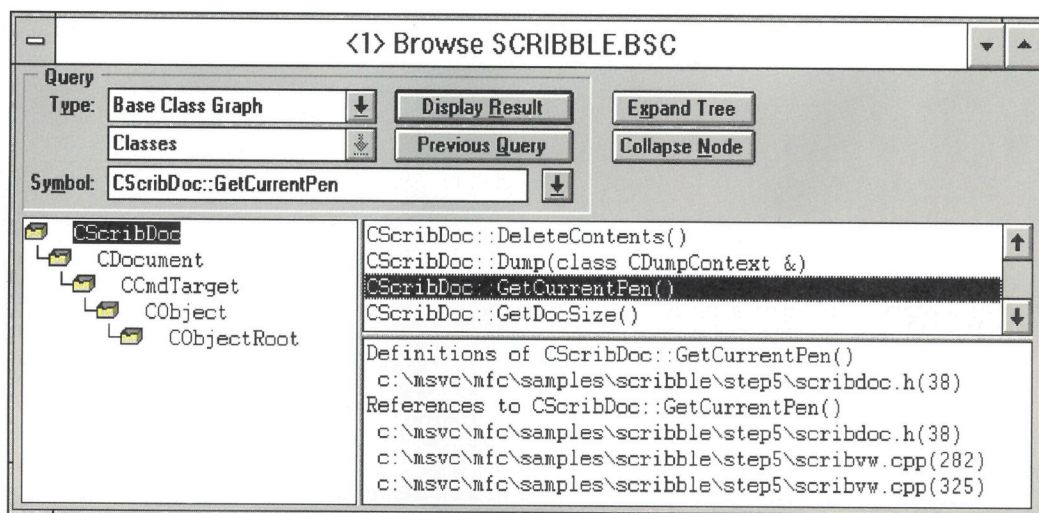 <1> Browse SCRIBBLE.BSC
Query
Type: Base Class Graph
Display Result
Expand Tree
Classes
Previous Query
Collapse Node
Symbol: CScribDoc::GetCurrentPen
CScribDoc
CDocument
CCmdTarget
CObject
CObjectRoot
CScribDoc::DeleteContents()
CScribDoc::Dump(class CDumpContext &)
CScribDoc::GetCurrentPen()
CScribDoc::GetDocSize()
Definitions of CScribDoc::GetCurrentPen()
c:\msvc\mfc\samples\scribble\step5\scribdoc.h(38)
References to CScribDoc::GetCurrentPen()
c:\msvc\mfc\samples\scribble\step5\scribdoc.h(38)
c:\msvc\mfc\samples\scribble\step5\scribvw.cpp(282)
c:\msvc\mfc\samples\scribble\step5\scribvw.cpp(325)